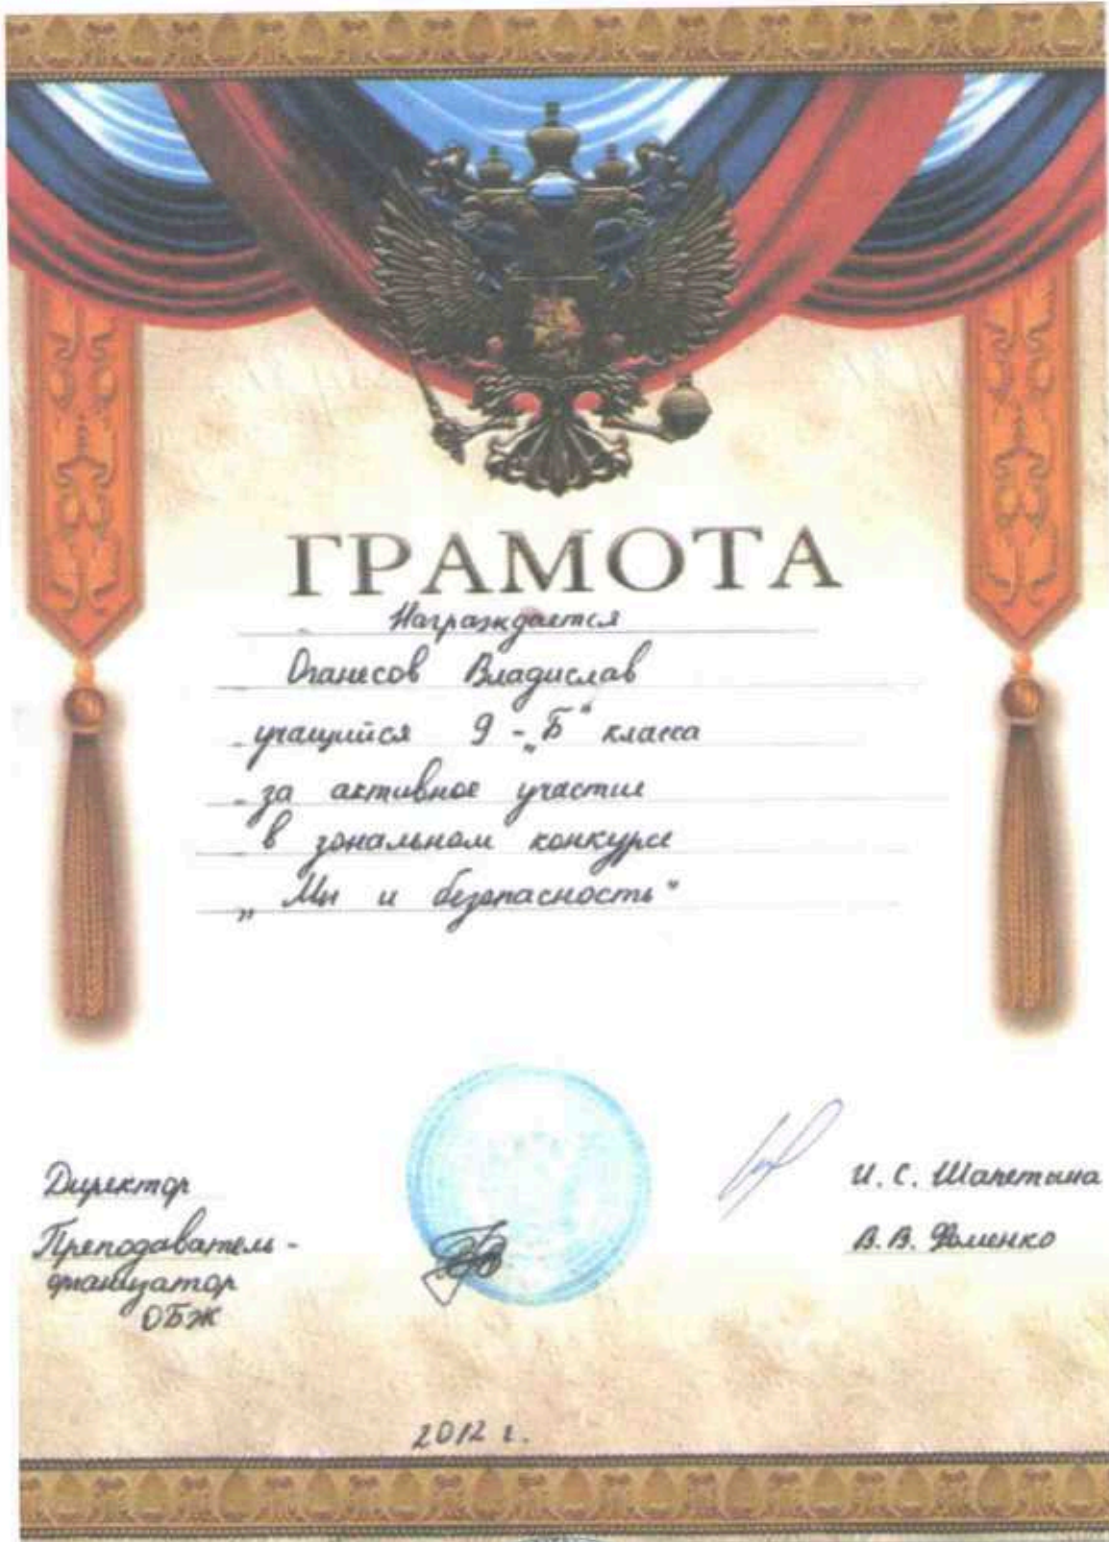 ГРАМОТА
Награждается
Оганесов Владислав
учащийся 9 - „Б“ класса
за активное участие
в зональном конкурсе
„Мы и безопасность“
Директор
И. С.
Преподаватель -
В. В. Фоменко
организатор
ОБЖ
2012 г.